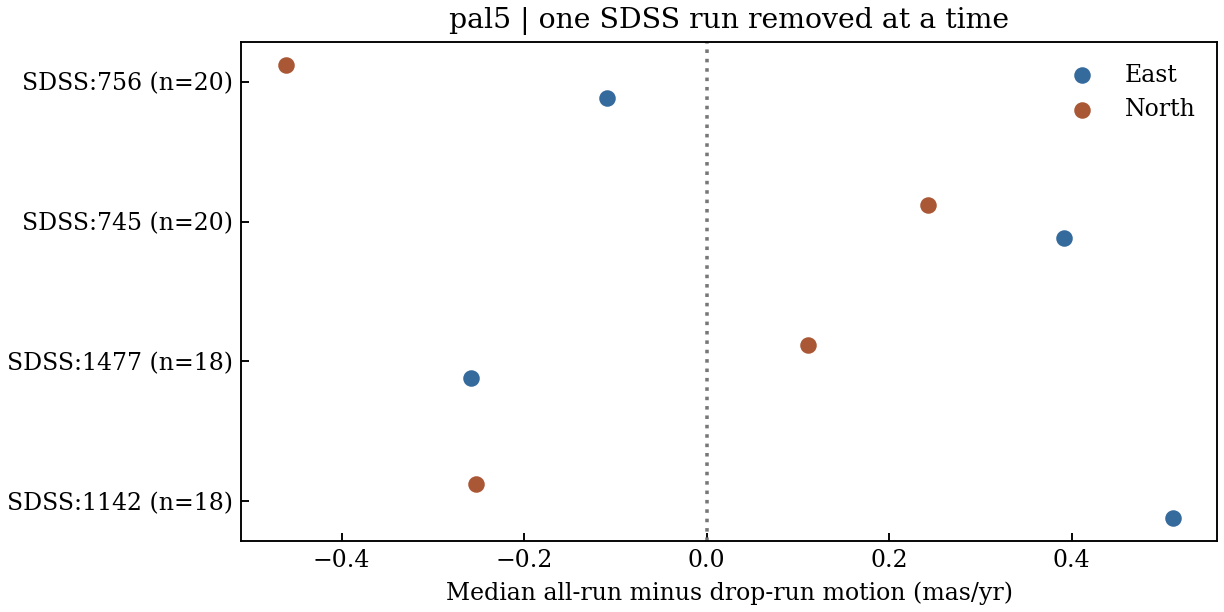 pal5 | one SDSS run removed at a time
East
North
SDSS:756 (n=20)
SDSS:745 (n=20)
SDSS:1477 (n=18)
SDSS:1142 (n=18)
−0.4 −0.2 0.0 0.2 0.4
Median all-run minus drop-run motion (mas/yr)